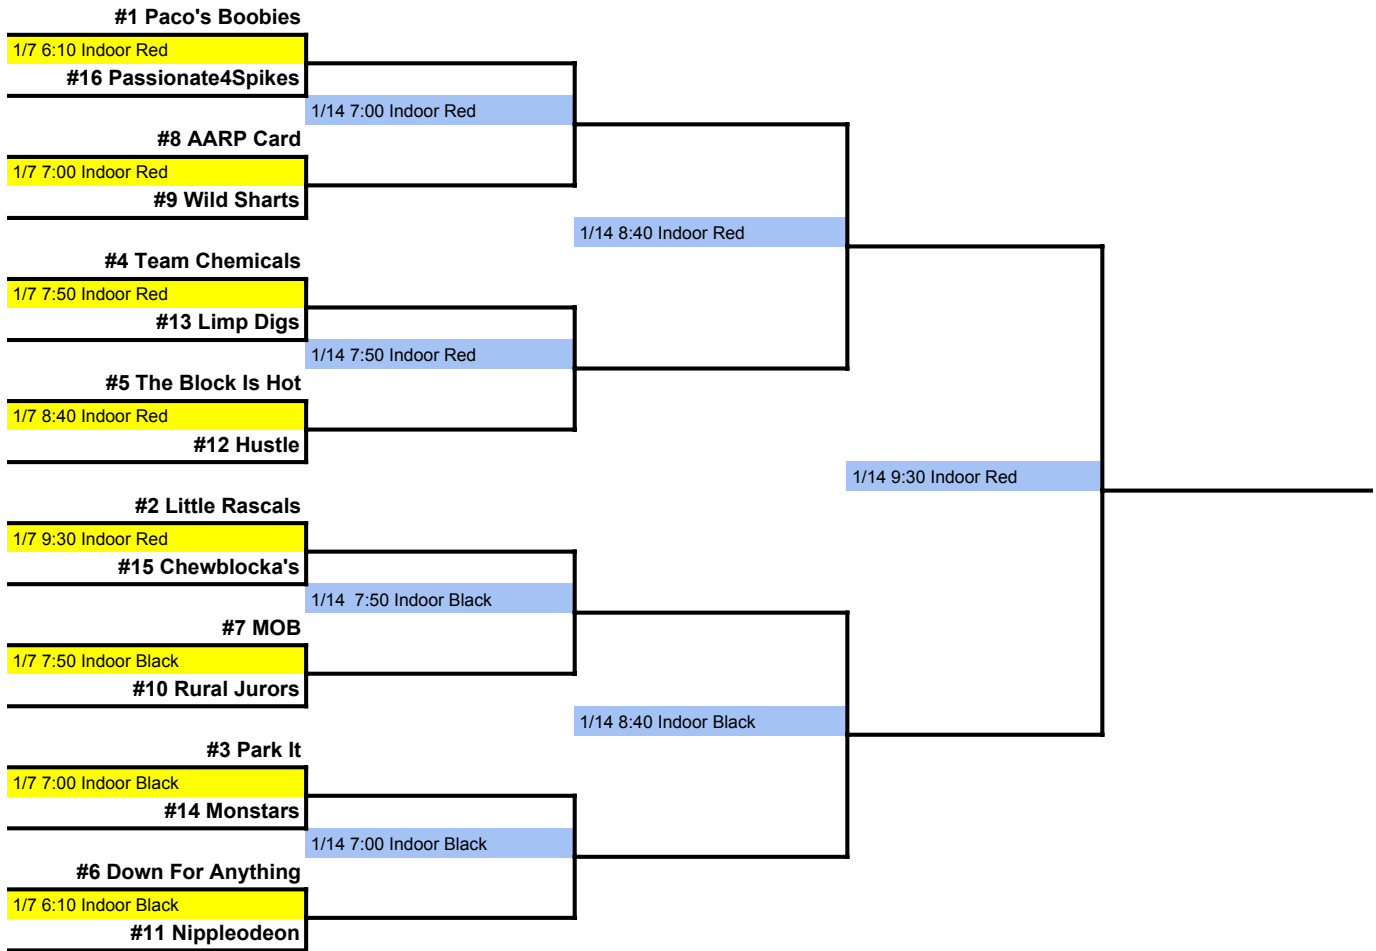 #1 Paco's Boobies
1/7 6:10 Indoor Red
#16 Passionate4Spikes
1/14 7:00 Indoor Red
#8 AARP Card
1/7 7:00 Indoor Red
#9 Wild Sharts
1/14 8:40 Indoor Red
#4 Team Chemicals
1/7 7:50 Indoor Red
#13 Limp Digs
1/14 7:50 Indoor Red
#5 The Block Is Hot
1/7 8:40 Indoor Red
#12 Hustle
1/14 9:30 Indoor Red
#2 Little Rascals
1/7 9:30 Indoor Red
#15 Chewblocka's
1/14  7:50 Indoor Black
#7 MOB
1/7 7:50 Indoor Black
#10 Rural Jurors
1/14 8:40 Indoor Black
#3 Park It
1/7 7:00 Indoor Black
#14 Monstars
1/14 7:00 Indoor Black
#6 Down For Anything
1/7 6:10 Indoor Black
#11 Nippleodeon